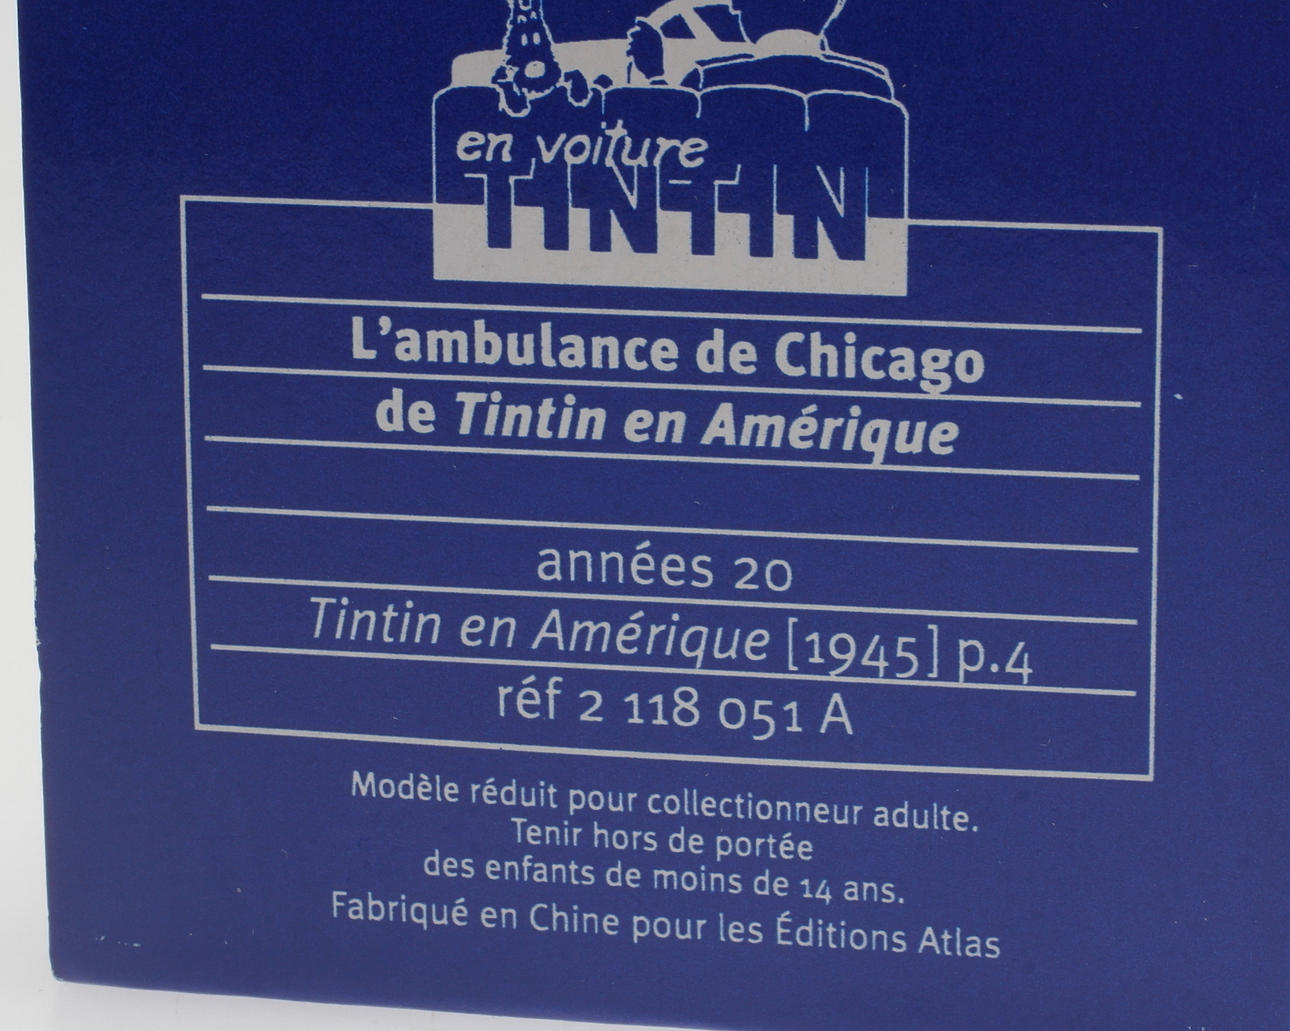 en voiture
TINTIN
L'ambulance de Chicago
de Tintin en Amérique
années 20
Tintin en Amérique [1945] p.4
réf 2 118 051 A
Modèle réduit pour collectionneur adulte.
Tenir hors de portée
des enfants de moins de 14 ans.
Fabriqué en Chine pour les Éditions Atlas